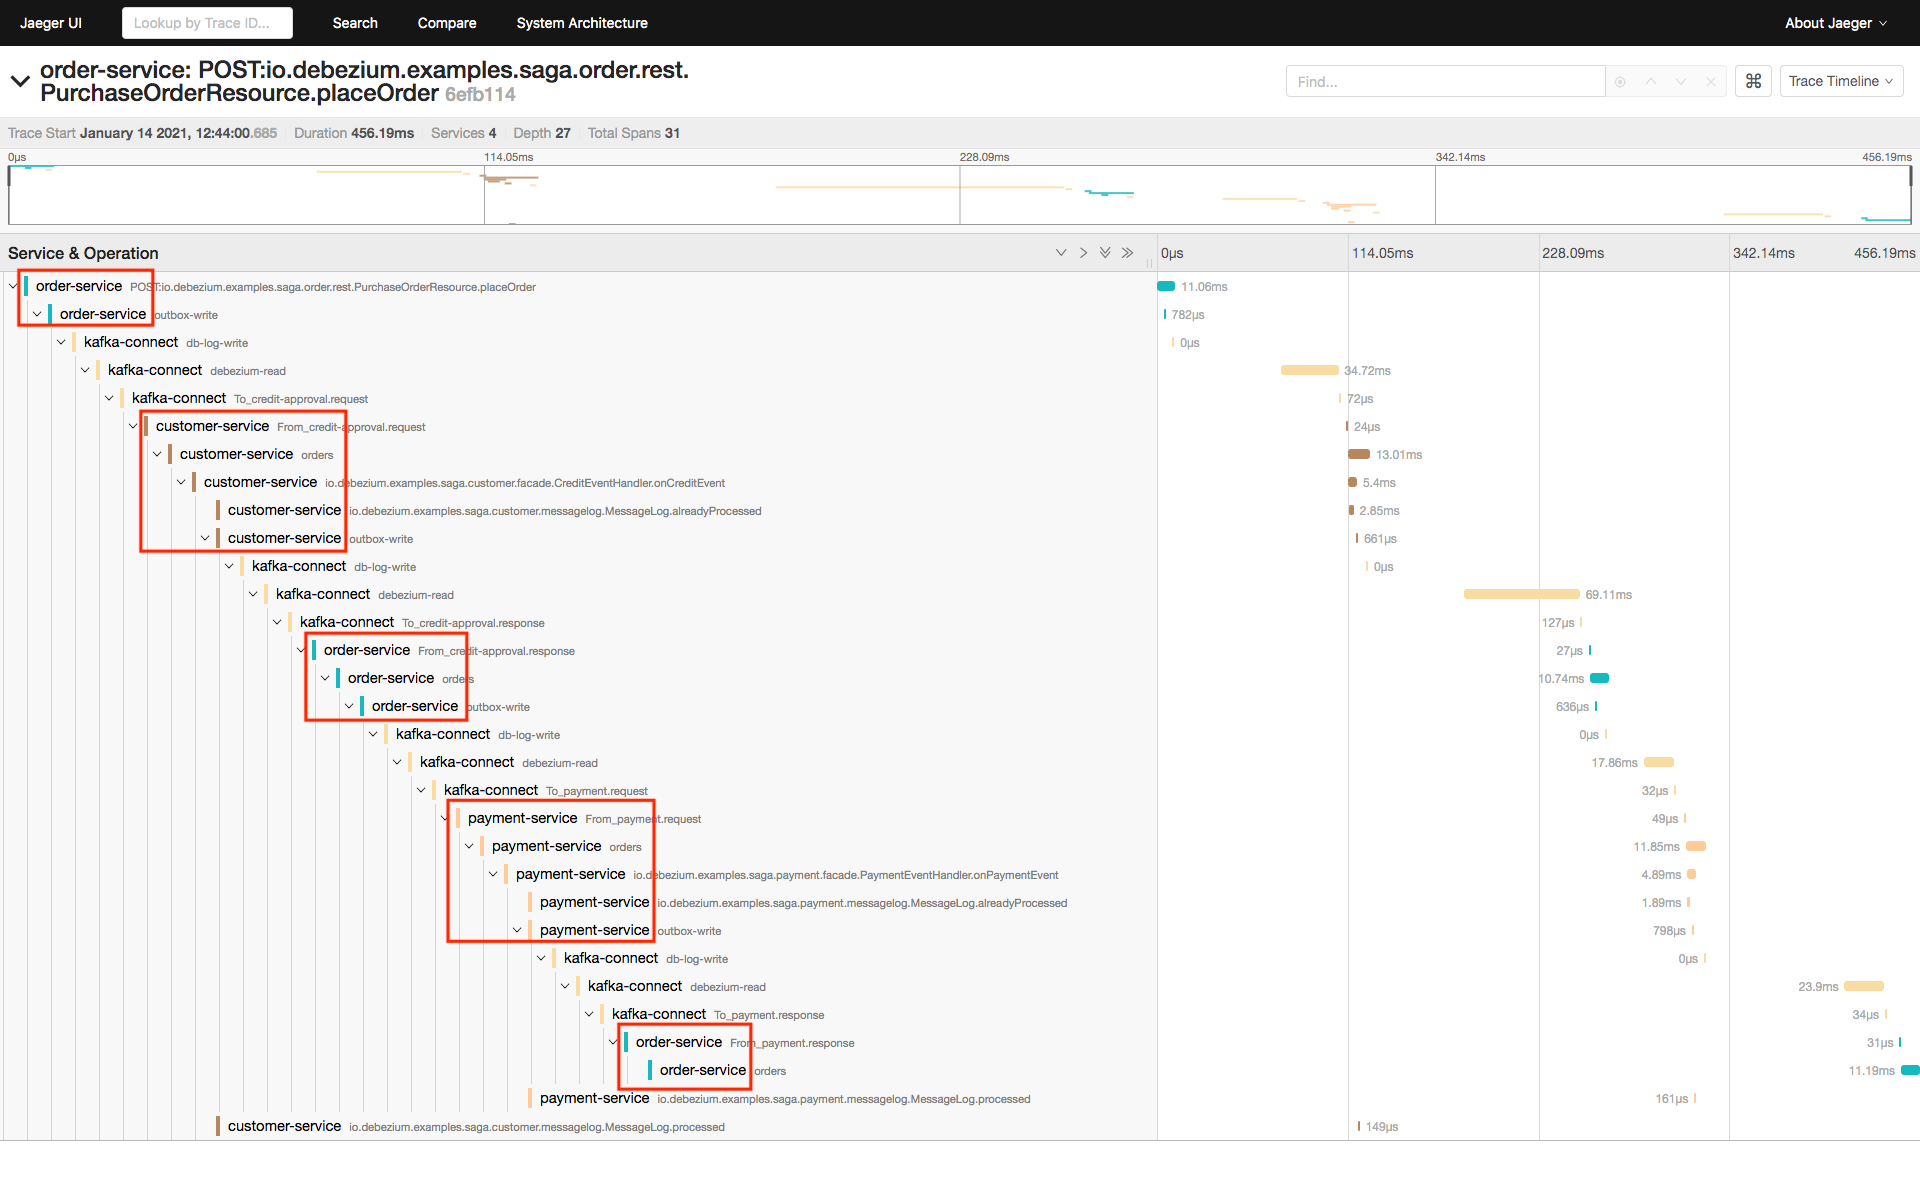 Jaeger UI Lookup by Trace ID... Search Compare System Architecture About Jaeger
order-service: POST:io.debezium.examples.saga.order.rest.
PurchaseOrderResource.placeOrder 6efb114
Find... ⌘ Trace Timeline
Trace Start January 14 2021, 12:44:00.685 Duration 456.19ms Services 4 Depth 27 Total Spans 31
0μs 114.05ms 228.09ms 342.14ms 456.19ms
Service & Operation 0μs 114.05ms 228.09ms 342.14ms 456.19ms
order-service POST:io.debezium.examples.saga.order.rest.PurchaseOrderResource.placeOrder 11.06ms
order-service outbox-write 782μs
kafka-connect db-log-write 0μs
kafka-connect debezium-read 34.72ms
kafka-connect To_credit-approval.request 72μs
customer-service From_credit-approval.request 24μs
customer-service orders 13.01ms
customer-service io.debezium.examples.saga.customer.facade.CreditEventHandler.onCreditEvent 5.4ms
customer-service io.debezium.examples.saga.customer.messagelog.MessageLog.alreadyProcessed 2.85ms
customer-service outbox-write 661μs
kafka-connect db-log-write 0μs
kafka-connect debezium-read 69.11ms
kafka-connect To_credit-approval.response 127μs
order-service From_credit-approval.response 27μs
order-service orders 10.74ms
order-service outbox-write 636μs
kafka-connect db-log-write 0μs
kafka-connect debezium-read 17.86ms
kafka-connect To_payment.request 32μs
payment-service From_payment.request 49μs
payment-service orders 11.85ms
payment-service io.debezium.examples.saga.payment.facade.PaymentEventHandler.onPaymentEvent 4.89ms
payment-service io.debezium.examples.saga.payment.messagelog.MessageLog.alreadyProcessed 1.89ms
payment-service outbox-write 798μs
kafka-connect db-log-write 0μs
kafka-connect debezium-read 23.9ms
kafka-connect To_payment.response 34μs
order-service From_payment.response 31μs
order-service orders 11.19ms
payment-service io.debezium.examples.saga.payment.messagelog.MessageLog.processed 161μs
customer-service io.debezium.examples.saga.customer.messagelog.MessageLog.processed 149μs